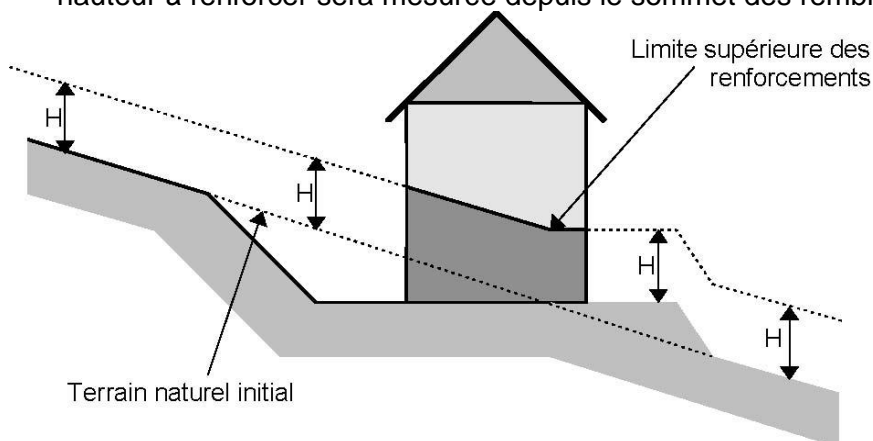 hauteur à renforcer sera mesurée depuis le sommet des rembl
Limite supérieure des
renforcements
H
H
H
H
Terrain naturel initial